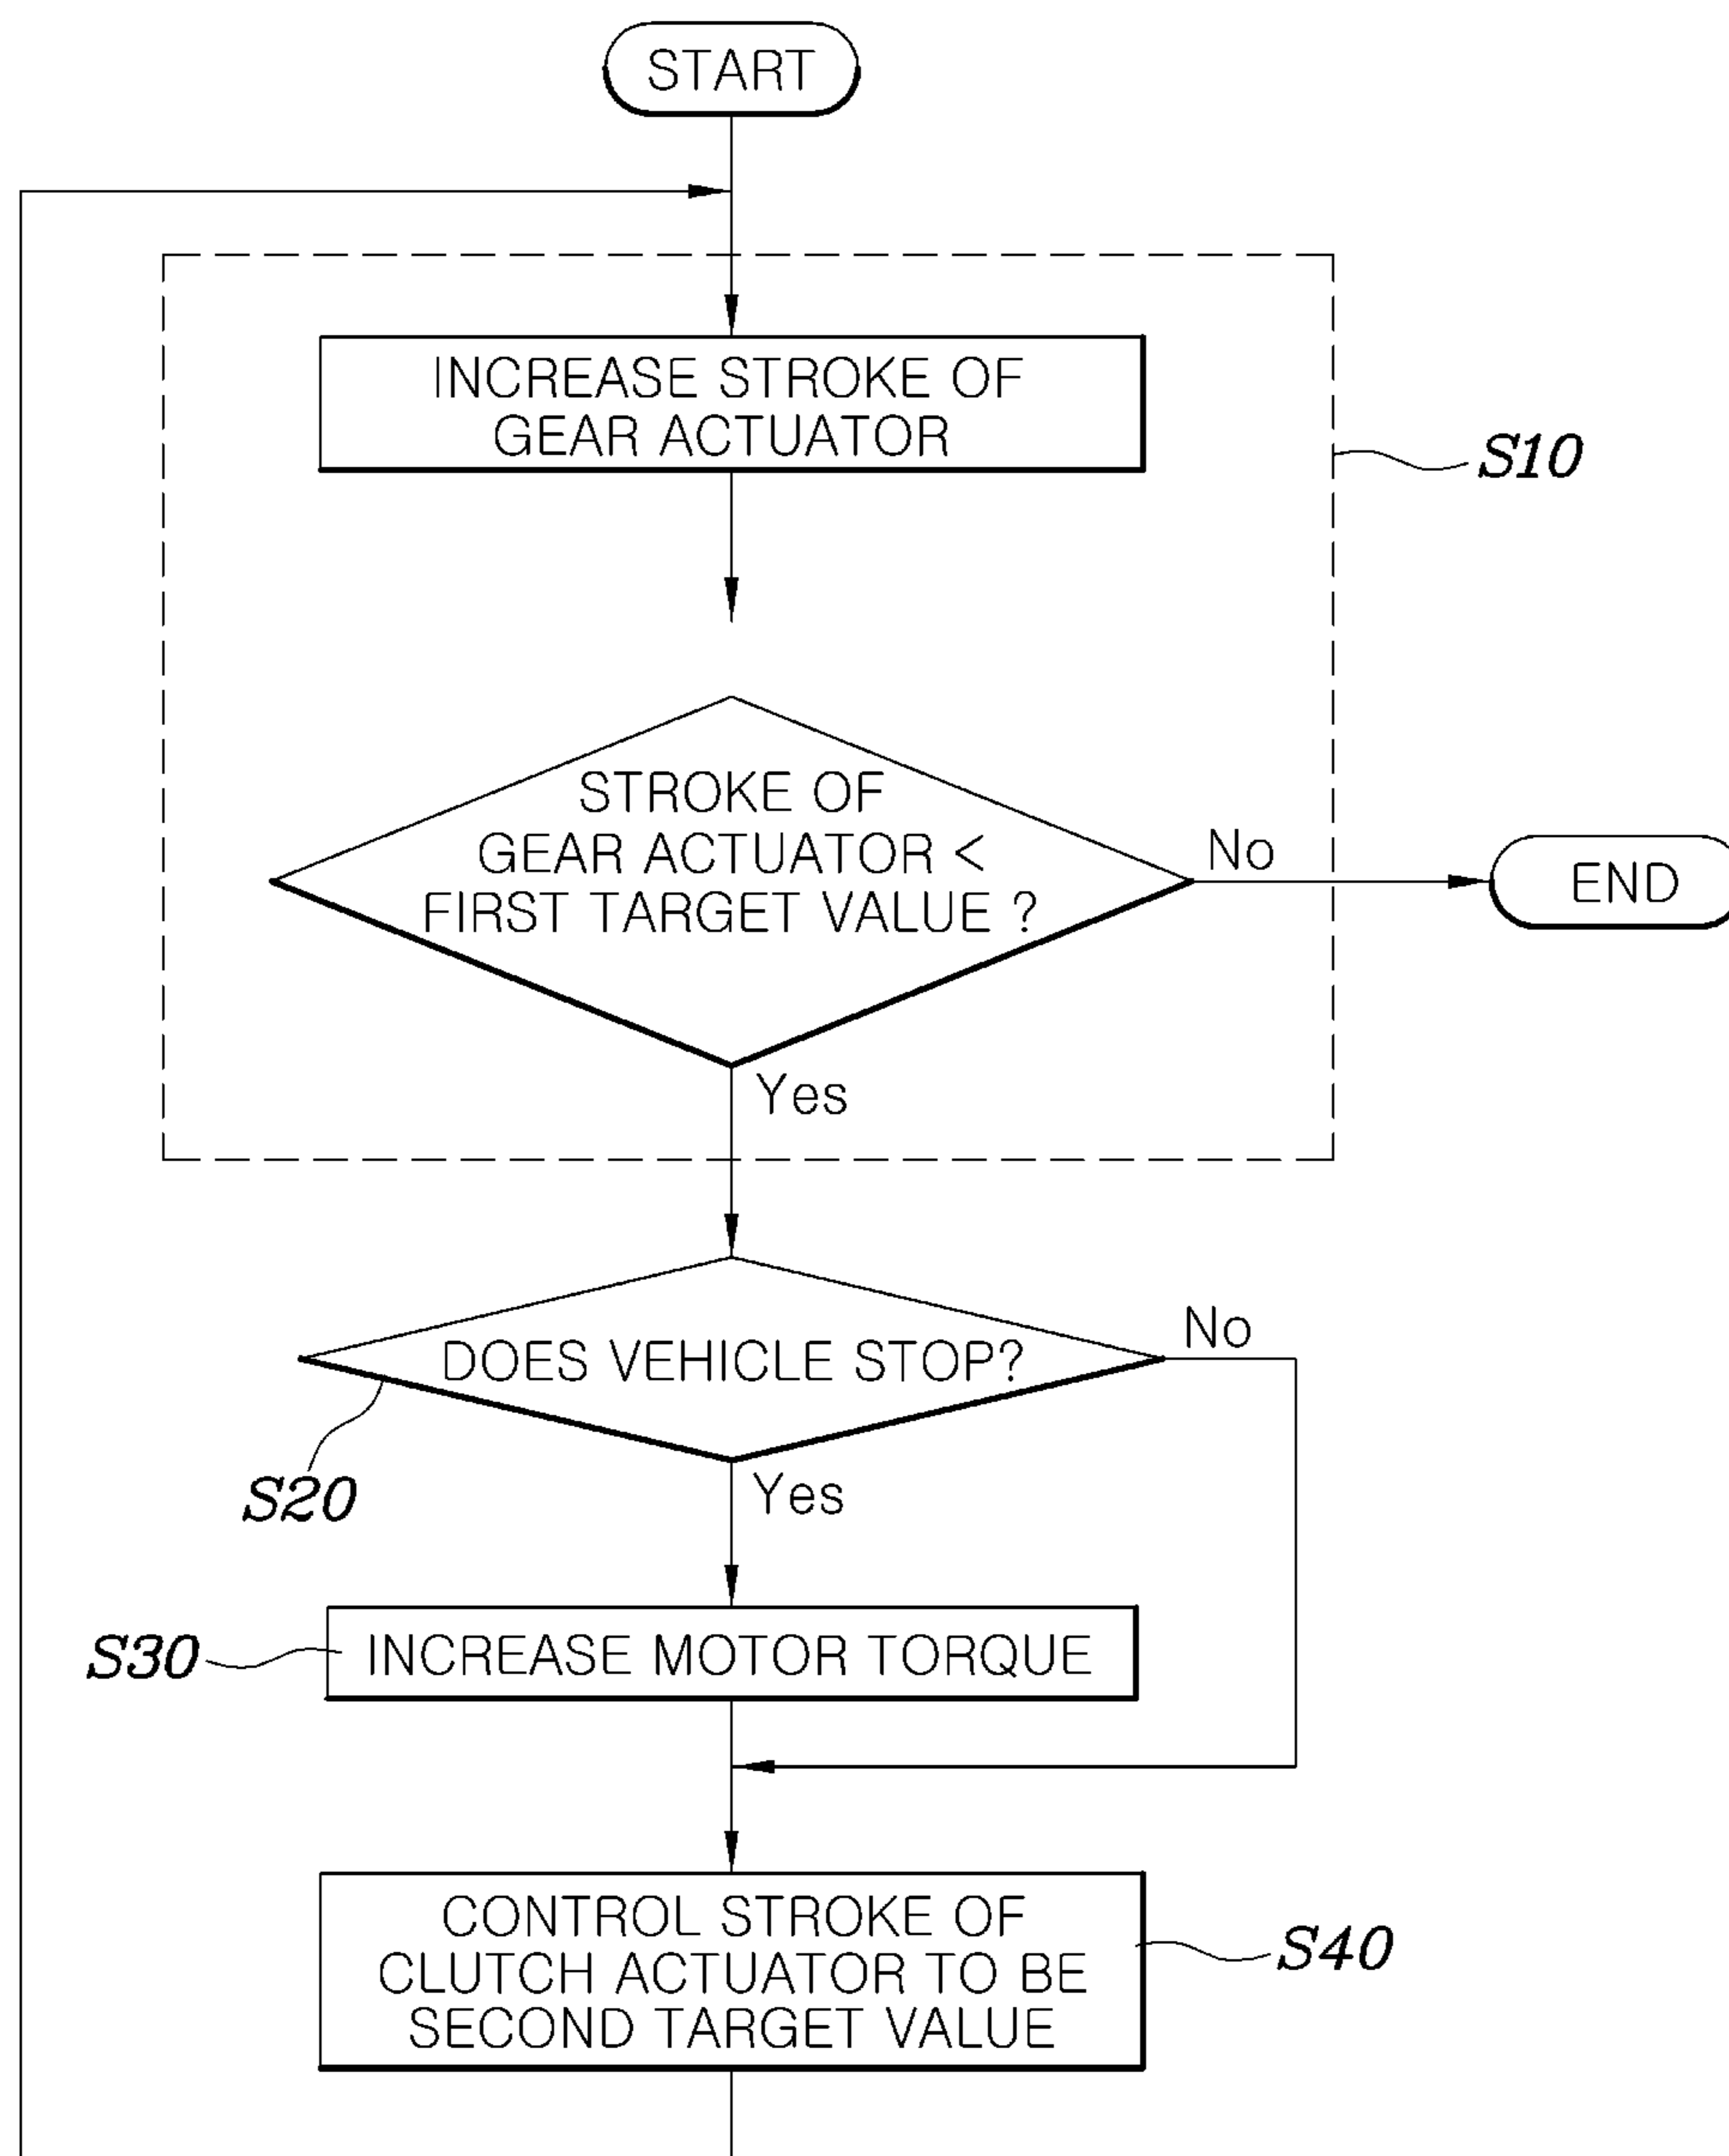 START
INCREASE STROKE OF
GEAR ACTUATOR
S10
STROKE OF
GEAR ACTUATOR <
FIRST TARGET VALUE ?
No
END
Yes
DOES VEHICLE STOP?
No
S20
Yes
S30
INCREASE MOTOR TORQUE
CONTROL STROKE OF
CLUTCH ACTUATOR TO BE
SECOND TARGET VALUE
S40